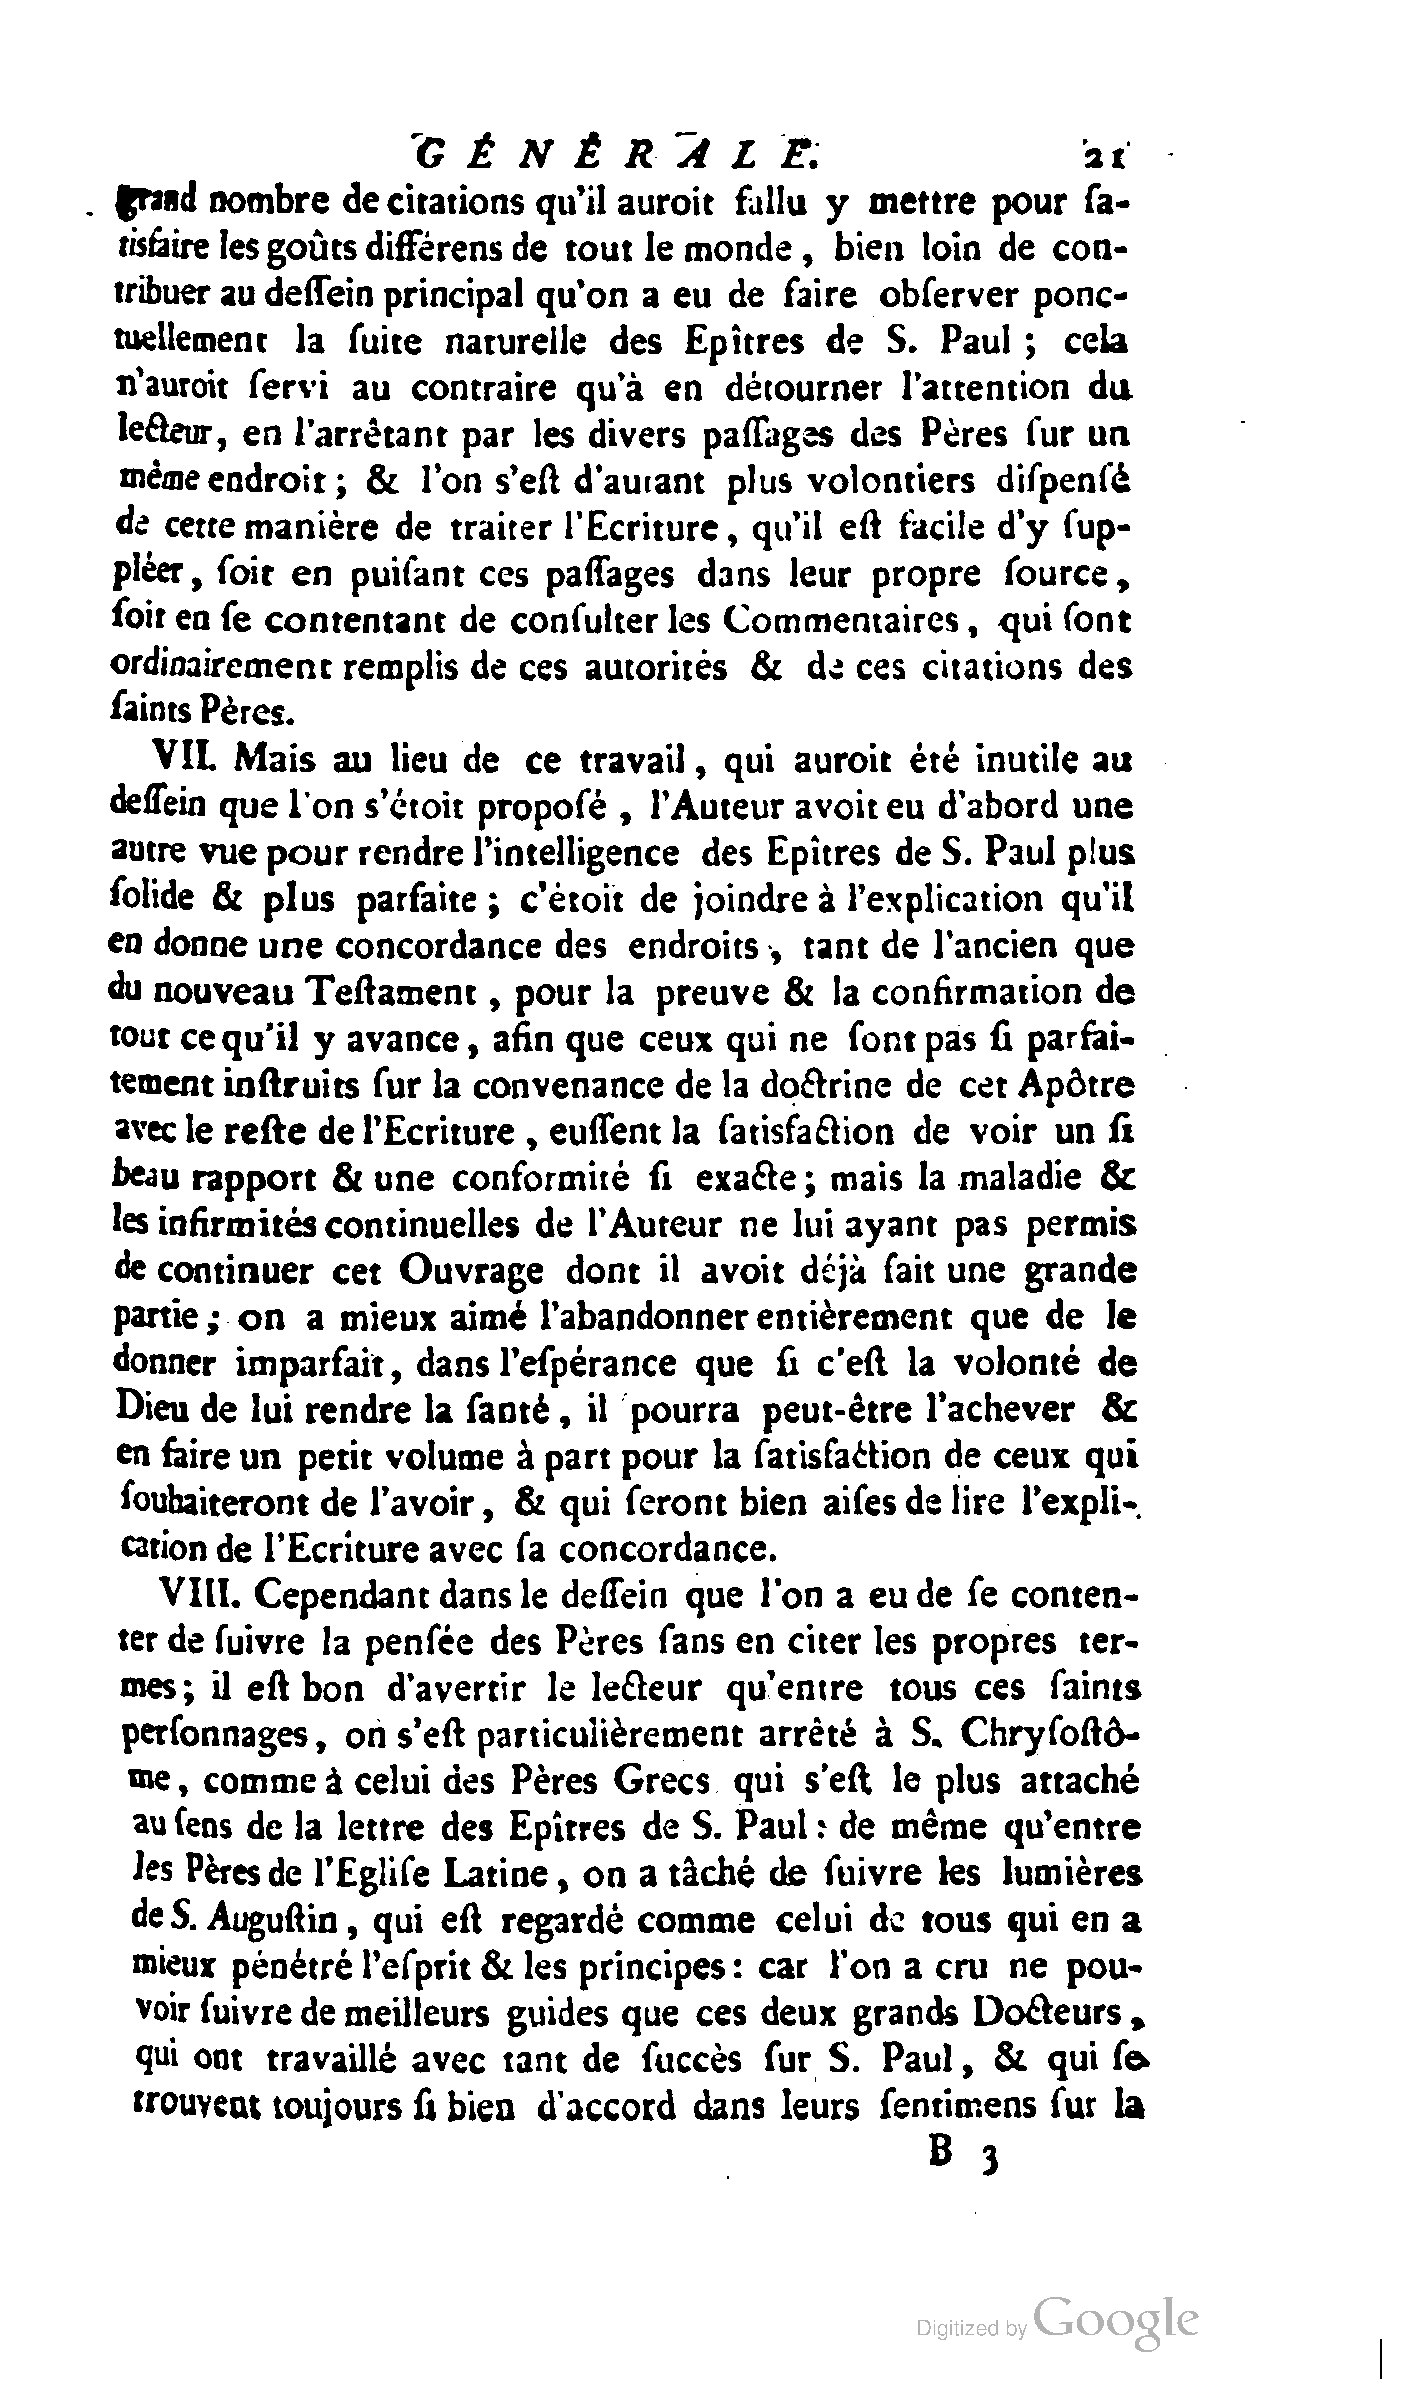 GÉNÉRALE. 21
grand nombre de citations qu'il auroit fallu y mettre pour ſa-
tisfaire les goûts différens de tout le monde, bien loin de con-
tribuer au deſſein principal qu'on a eu de faire obſerver ponc-
tuellement la ſuite naturelle des Epîtres de S. Paul ; cela
n'auroit ſervi au contraire qu'à en détourner l'attention du
lecteur, en l'arrêtant par les divers paſſages des Pères ſur un
même endroit ; & l'on s'eſt d'autant plus volontiers diſpenſé
de cette manière de traiter l'Ecriture, qu'il eſt facile d'y ſup-
pléer, ſoit en puiſant ces paſſages dans leur propre ſource,
ſoit en ſe contentant de conſulter les Commentaires, qui ſont
ordinairement remplis de ces autorités & de ces citations des
ſaints Pères.
VII. Mais au lieu de ce travail, qui auroit été inutile au
deſſein que l'on s'étoit propoſé, l'Auteur avoit eu d'abord une
autre vue pour rendre l'intelligence des Epîtres de S. Paul plus
ſolide & plus parfaite ; c'étoit de joindre à l'explication qu'il
en donne une concordance des endroits, tant de l'ancien que
du nouveau Teſtament, pour la preuve & la confirmation de
tout ce qu'il y avance, afin que ceux qui ne ſont pas ſi parfai-
tement inſtruits ſur la convenance de la doctrine de cet Apôtre
avec le reſte de l'Ecriture, euſſent la ſatisfaction de voir un ſi
beau rapport & une conformité ſi exacte ; mais la maladie &
les infirmités continuelles de l'Auteur ne lui ayant pas permis
de continuer cet Ouvrage dont il avoit déjà fait une grande
partie ; on a mieux aimé l'abandonner entièrement que de le
donner imparfait, dans l'eſpérance que ſi c'eſt la volonté de
Dieu de lui rendre la ſanté, il pourra peut-être l'achever &
en faire un petit volume à part pour la ſatisfaction de ceux qui
ſouhaiteront de l'avoir, & qui ſeront bien aiſes de lire l'expli-
cation de l'Ecriture avec ſa concordance.
VIII. Cependant dans le deſſein que l'on a eu de ſe conten-
ter de ſuivre la penſée des Pères ſans en citer les propres ter-
mes ; il eſt bon d'avertir le lecteur qu'entre tous ces ſaints
perſonnages, on s'eſt particulièrement arrêté à S. Chryſoſtô-
me, comme à celui des Pères Grecs qui s'eſt le plus attaché
au ſens de la lettre des Epîtres de S. Paul : de même qu'entre
les Pères de l'Egliſe Latine, on a tâché de ſuivre les lumières
de S. Auguſtin, qui eſt regardé comme celui de tous qui en a
mieux pénétré l'eſprit & les principes : car l'on a cru ne pou-
voir ſuivre de meilleurs guides que ces deux grands Docteurs,
qui ont travaillé avec tant de ſuccès ſur S. Paul, & qui ſe
trouvent toujours ſi bien d'accord dans leurs ſentimens ſur la
B 3
Digitized by Google